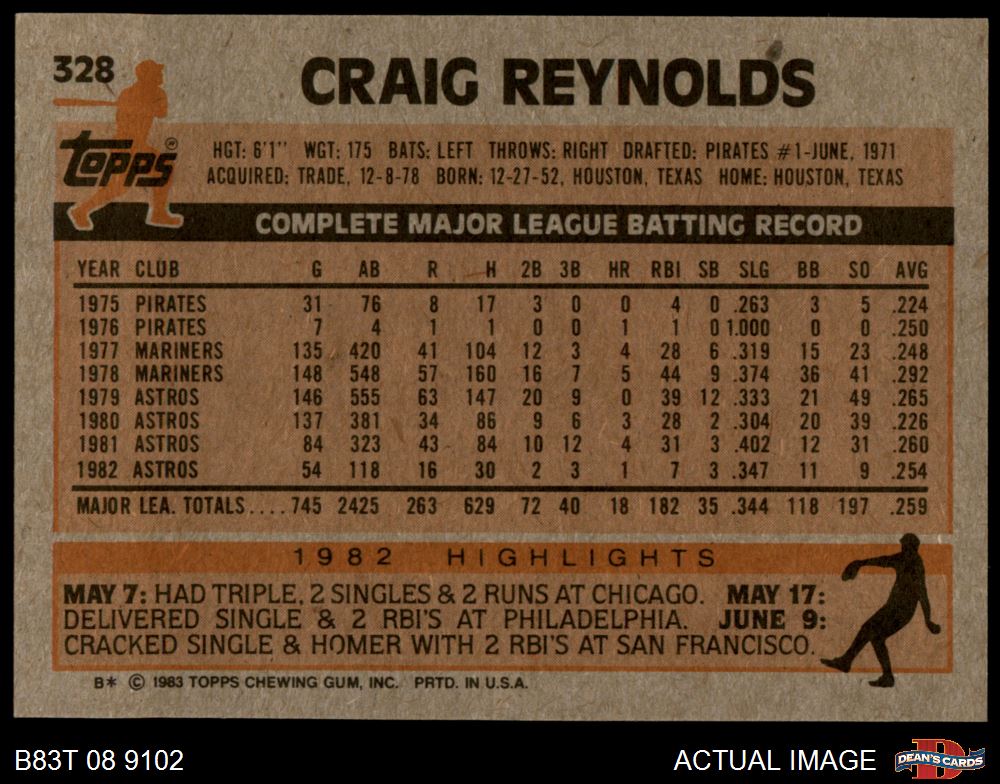 328
CRAIG REYNOLDS
TOPPS®
HGT: 6'1" WGT: 175 BATS: LEFT THROWS: RIGHT DRAFTED: PIRATES #1-JUNE, 1971
ACQUIRED: TRADE, 12-8-78 BORN: 12-27-52, HOUSTON, TEXAS HOME: HOUSTON, TEXAS
COMPLETE MAJOR LEAGUE BATTING RECORD
YEAR CLUB G AB R H 2B 3B HR RBI SB SLG BB SO AVG
1975 PIRATES 31 76 8 17 3 0 0 4 0 .263 3 5 .224
1976 PIRATES 7 4 1 1 0 0 1 1 0 1.000 0 0 .250
1977 MARINERS 135 420 41 104 12 3 4 28 6 .319 15 23 .248
1978 MARINERS 148 548 57 160 16 7 5 44 9 .374 36 41 .292
1979 ASTROS 146 555 63 147 20 9 0 39 12 .333 21 49 .265
1980 ASTROS 137 381 34 86 9 6 3 28 2 .304 20 39 .226
1981 ASTROS 84 323 43 84 10 12 4 31 3 .402 12 31 .260
1982 ASTROS 54 118 16 30 2 3 1 7 3 .347 11 9 .254
MAJOR LEA. TOTALS....745 2425 263 629 72 40 18 182 35 .344 118 197 .259
1982 HIGHLIGHTS
MAY 7: HAD TRIPLE, 2 SINGLES & 2 RUNS AT CHICAGO. MAY 17:
DELIVERED SINGLE & 2 RBI'S AT PHILADELPHIA. JUNE 9:
CRACKED SINGLE & HOMER WITH 2 RBI'S AT SAN FRANCISCO.
B* © 1983 TOPPS CHEWING GUM, INC. PRTD. IN U.S.A.
B83T 08 9102
ACTUAL IMAGE
D
DEAN'S CARDS